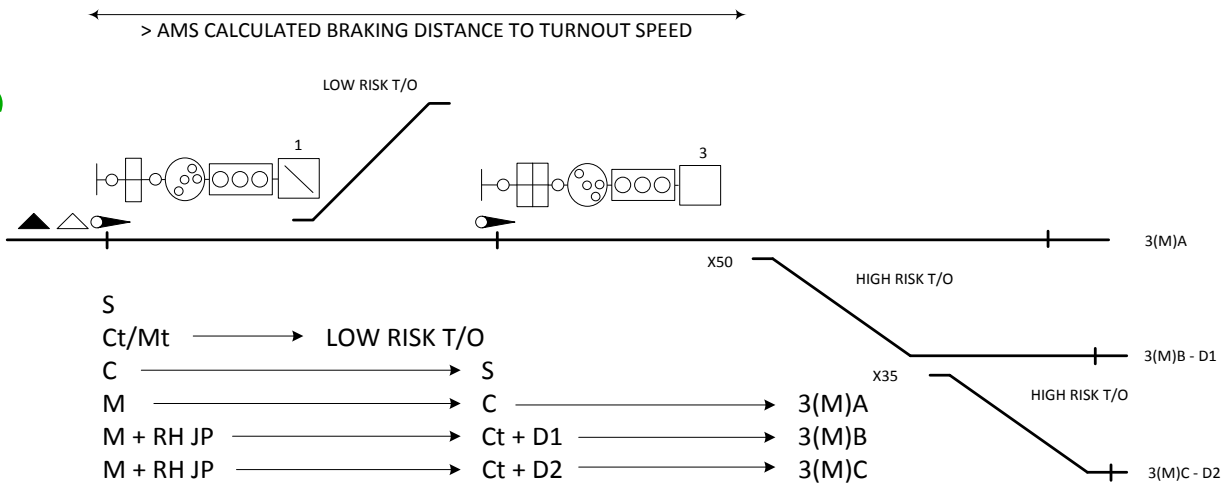 > AMS CALCULATED BRAKING DISTANCE TO TURNOUT SPEED
LOW RISK T/O
1
3
3(M)A
X50
HIGH RISK T/O
3(M)B - D1
X35
HIGH RISK T/O
3(M)C - D2
S
Ct/Mt LOW RISK T/O
C S
M C 3(M)A
M + RH JP Ct + D1 3(M)B
M + RH JP Ct + D2 3(M)C